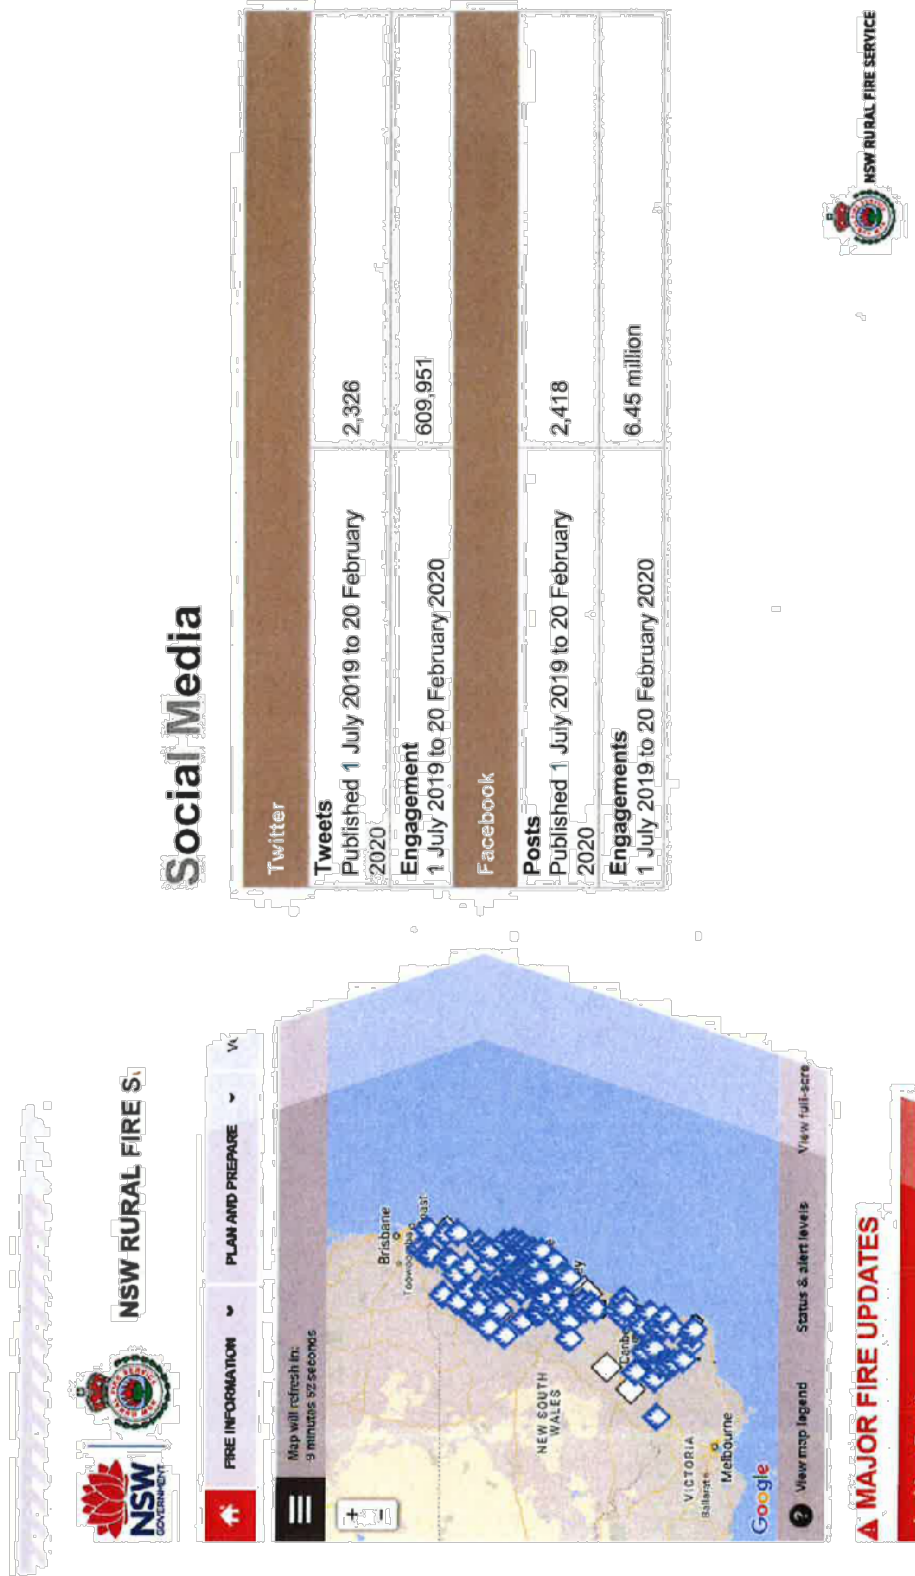 NSW
GOVERNMENT
NSW RURAL FIRE S
FIRE INFORMATION
PLAN AND PREPARE
Map will refresh in:
9 minutes 52 seconds
+
-
Brisbane
NEW SOUTH
WALES
Canb
VICTORIA
Ballarat
Melbourne
Google
? View map legend
Status & alert levels
View full-scre
MAJOR FIRE UPDATES
Social Media
Twitter
Tweets
Published 1 July 2019 to 20 February
2020
2,326
Engagement
1 July 2019 to 20 February 2020
609,951
Facebook
Posts
Published 1 July 2019 to 20 February
2020
2,418
Engagements
1 July 2019 to 20 February 2020
6.45 million
NSW RURAL FIRE SERVICE